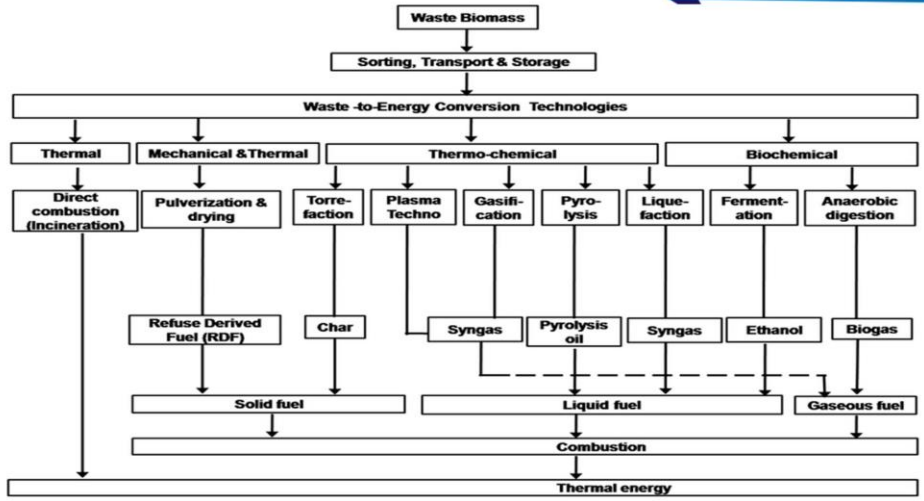 Waste Biomass
Sorting, Transport & Storage
Waste -to-Energy Conversion Technologies
Thermal
Mechanical &Thermal
Thermo-chemical
Biochemical
Direct
combustion
(Incineration)
Pulverization &
drying
Torre-
faction
Plasma
Techno
Gasifi-
cation
Pyro-
lysis
Lique-
faction
Ferment-
ation
Anaerobic
digestion
Refuse Derived
Fuel (RDF)
Char
Syngas
Pyrolysis
oil
Syngas
Ethanol
Biogas
Solid fuel
Liquid fuel
Gaseous fuel
Combustion
Thermal energy